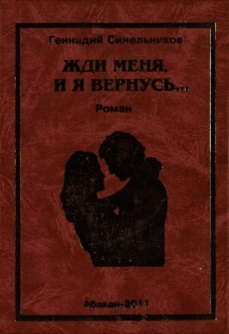 Геннадий Синельников
ЖДИ МЕНЯ,
И Я ВЕРНУСЬ...
Роман
Абакан-2011